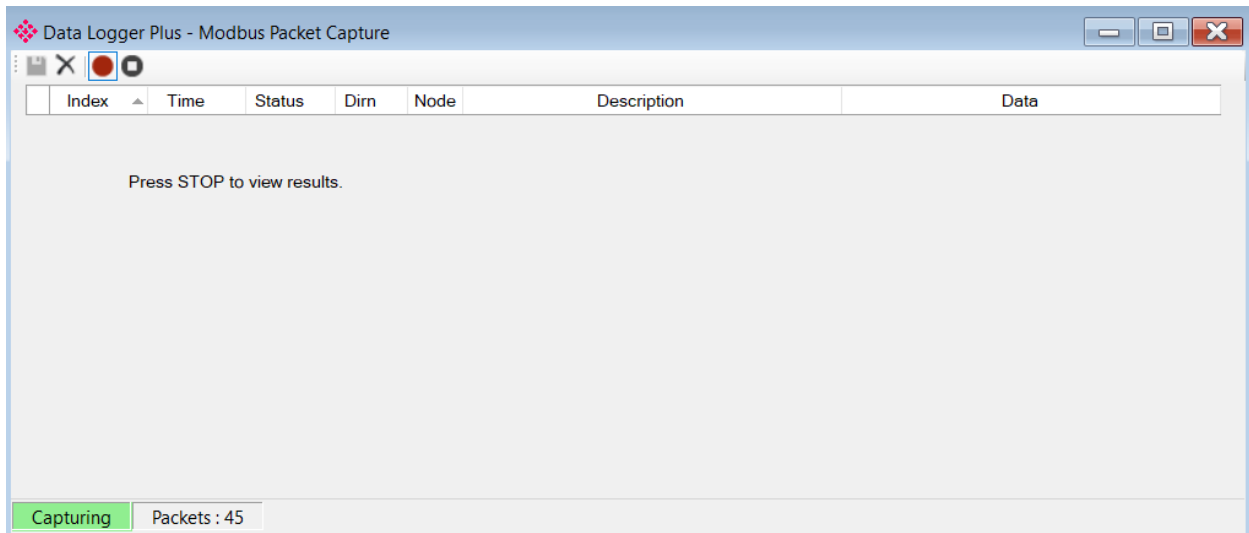 Data Logger Plus - Modbus Packet Capture
Index Time Status Dirn Node Description Data
Press STOP to view results.
Capturing Packets : 45